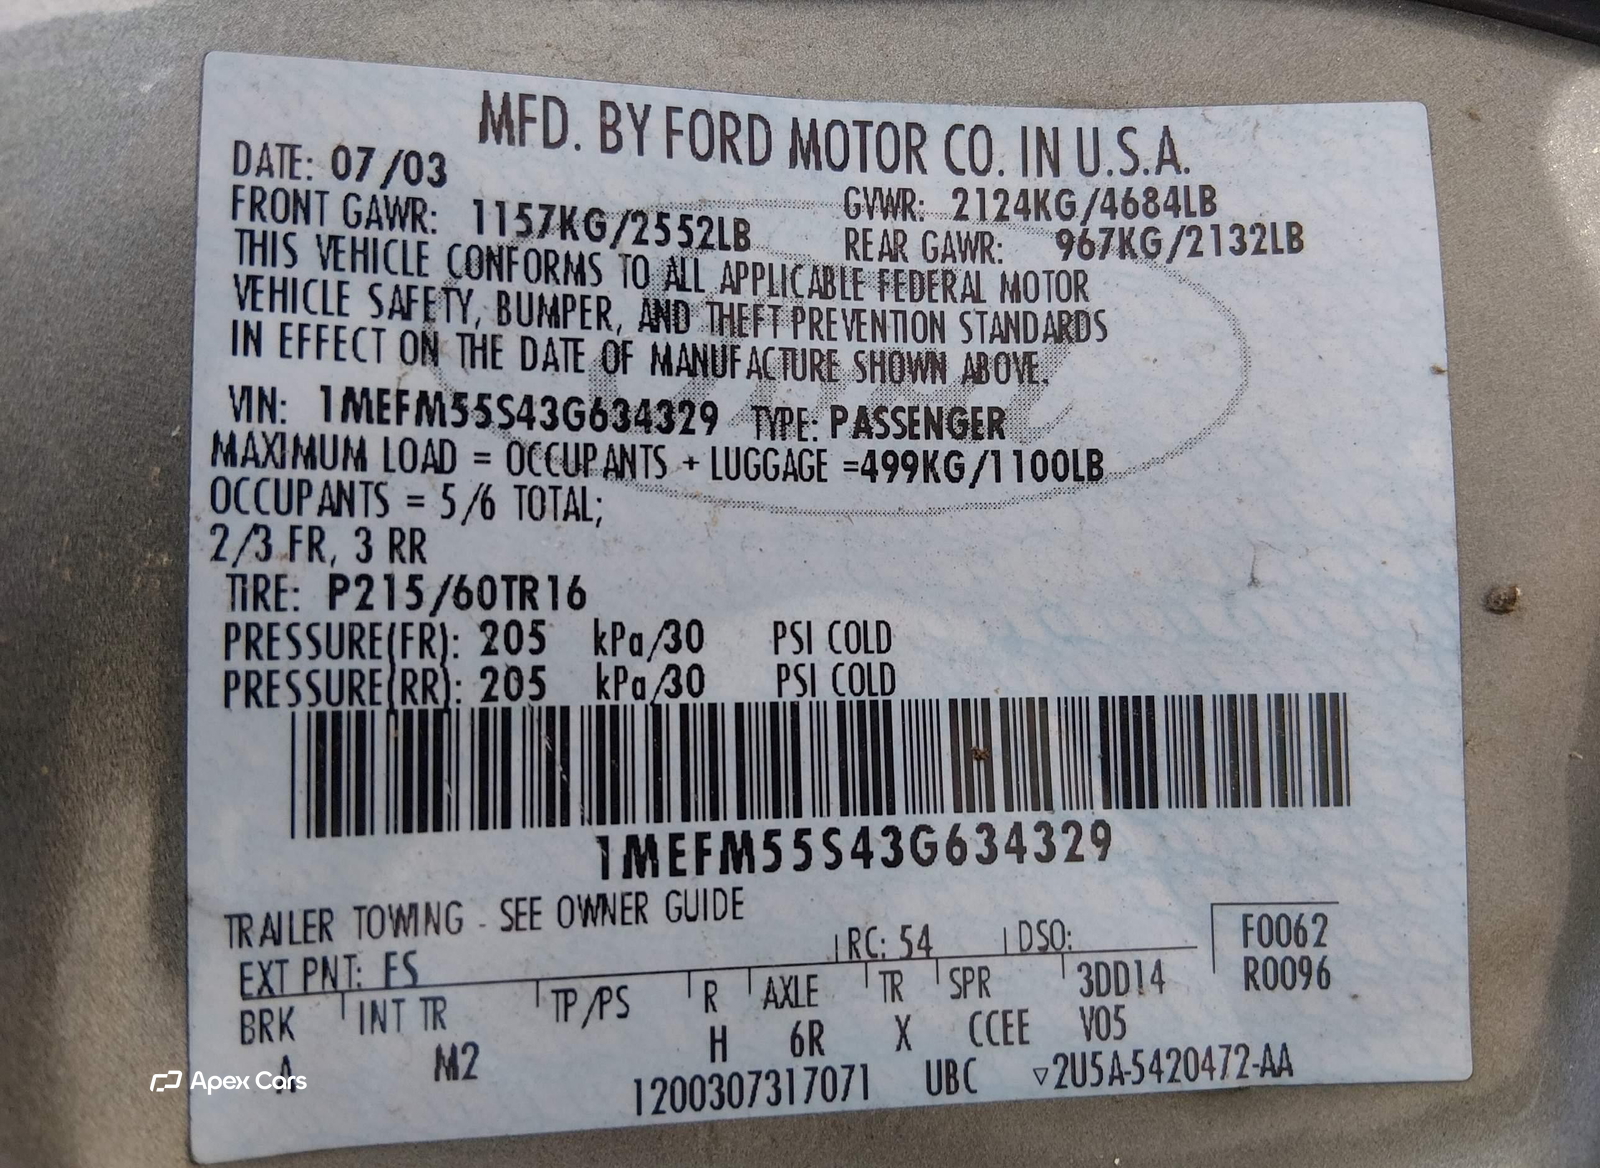 MFD. BY FORD MOTOR CO. IN U.S.A.
DATE: 07/03
GVWR: 2124KG/4684LB
FRONT GAWR: 1157KG/2552LB
REAR GAWR: 967KG/2132LB
THIS VEHICLE CONFORMS TO ALL APPLICABLE FEDERAL MOTOR
VEHICLE SAFETY, BUMPER, AND THEFT PREVENTION STANDARDS
IN EFFECT ON THE DATE OF MANUFACTURE SHOWN ABOVE.
VIN: 1MEFM55S43G634329 TYPE: PASSENGER
MAXIMUM LOAD = OCCUPANTS + LUGGAGE =499KG/1100LB
OCCUPANTS = 5/6 TOTAL;
2/3 FR, 3 RR
TIRE: P215/60TR16
PRESSURE(FR): 205 kPa/30 PSI COLD
PRESSURE(RR): 205 kPa/30 PSI COLD
1MEFM55S43G634329
TRAILER TOWING - SEE OWNER GUIDE
EXT PNT: FS RC: 54 DSO: F0062
R0096
BRK INT TR TP/PS R AXLE TR SPR 3DD14
A M2 H 6R X CCEE V05
1200307317071 UBC ▽2U5A-5420472-AA
Apex Cars